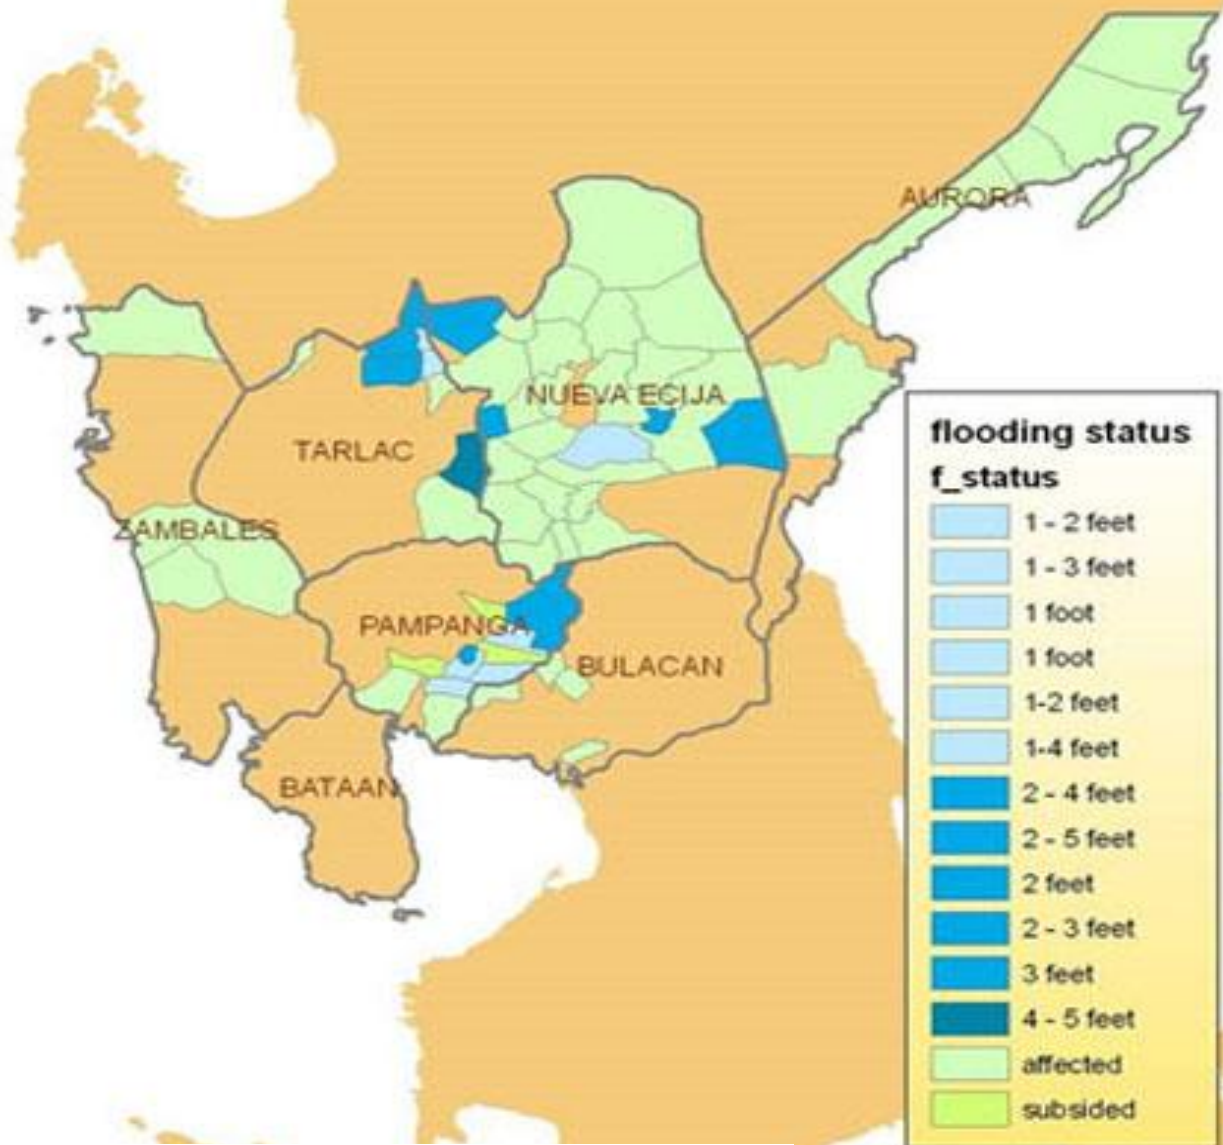 AURORA
NUEVA ECIJA
TARLAC
ZAMBALES
PAMPANGA
BULACAN
BATAAN
flooding status
f_status
1 - 2 feet
1 - 3 feet
1 foot
1 foot
1-2 feet
1-4 feet
2 - 4 feet
2 - 5 feet
2 feet
2 - 3 feet
3 feet
4 - 5 feet
affected
subsided